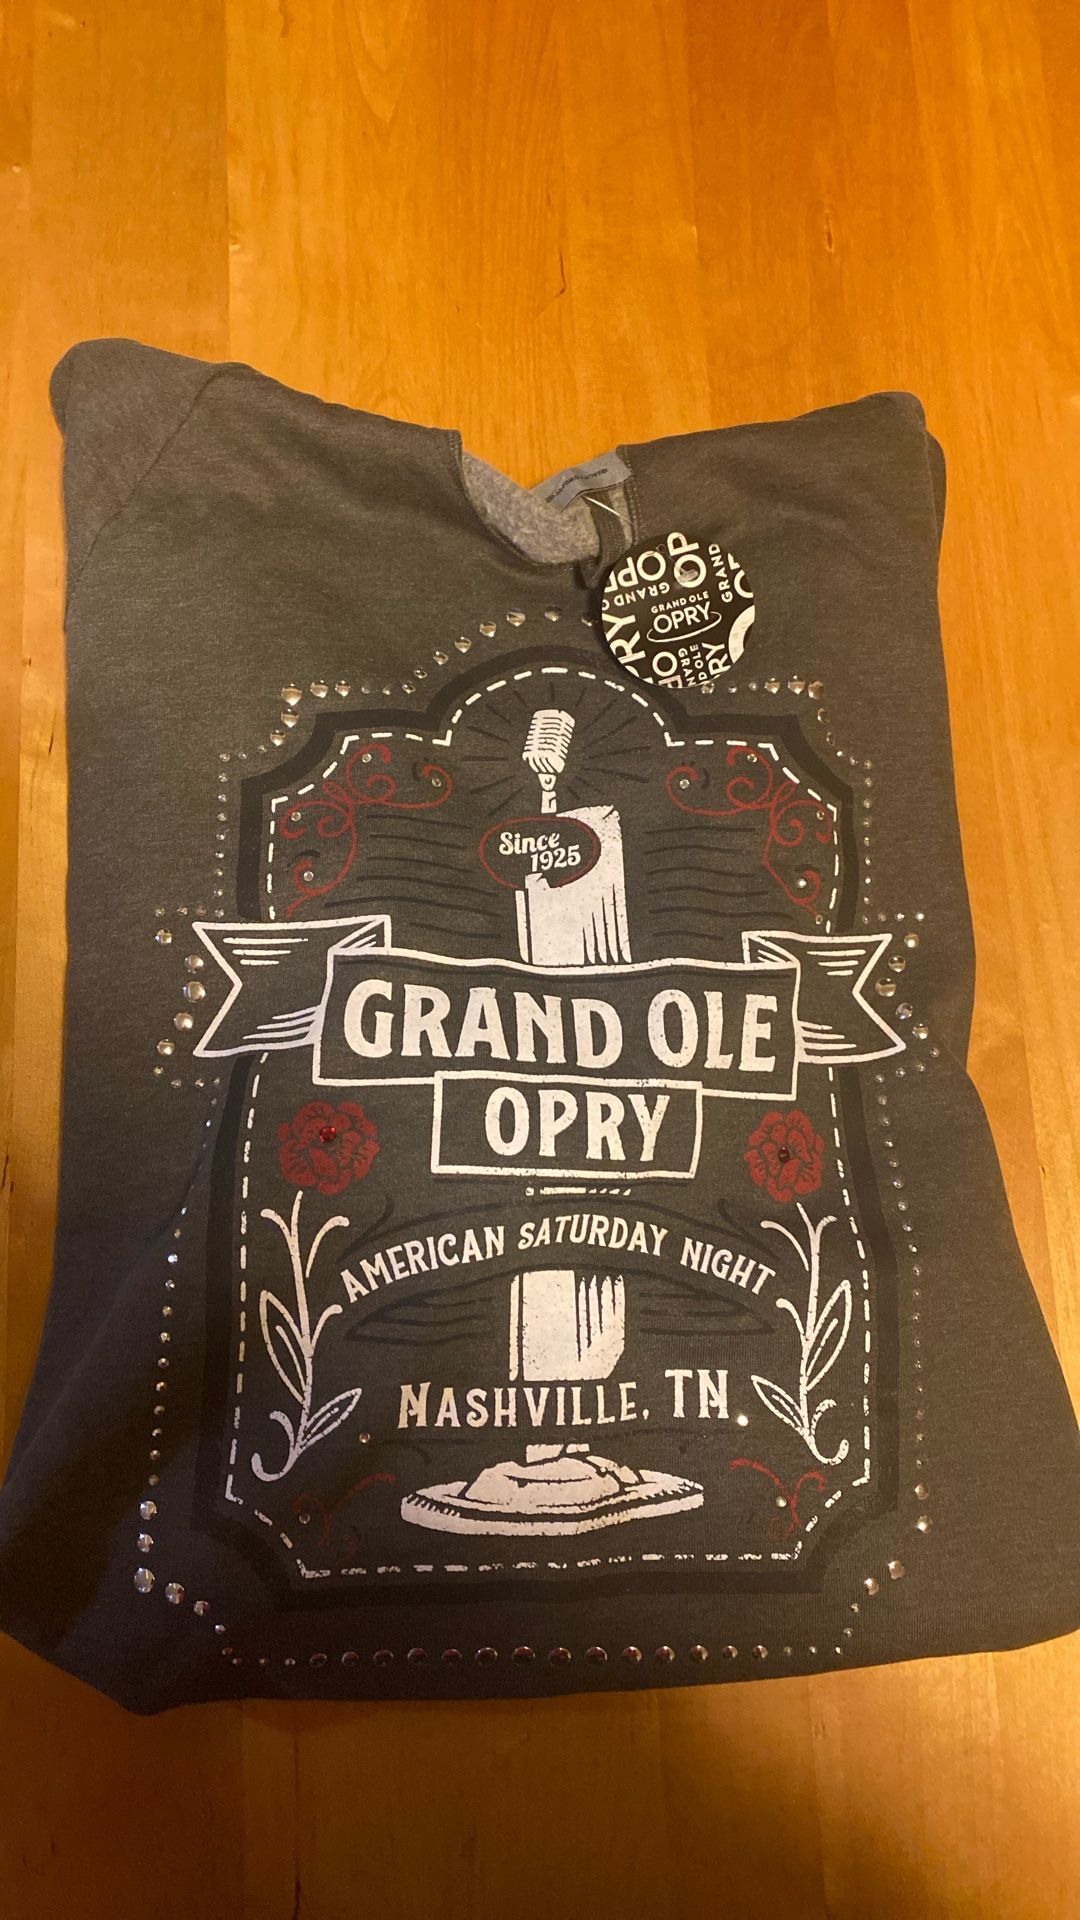 GRAND OLE
OPRY
Since
1925
GRAND OLE
OPRY
AMERICAN SATURDAY NIGHT
NASHVILLE, TN